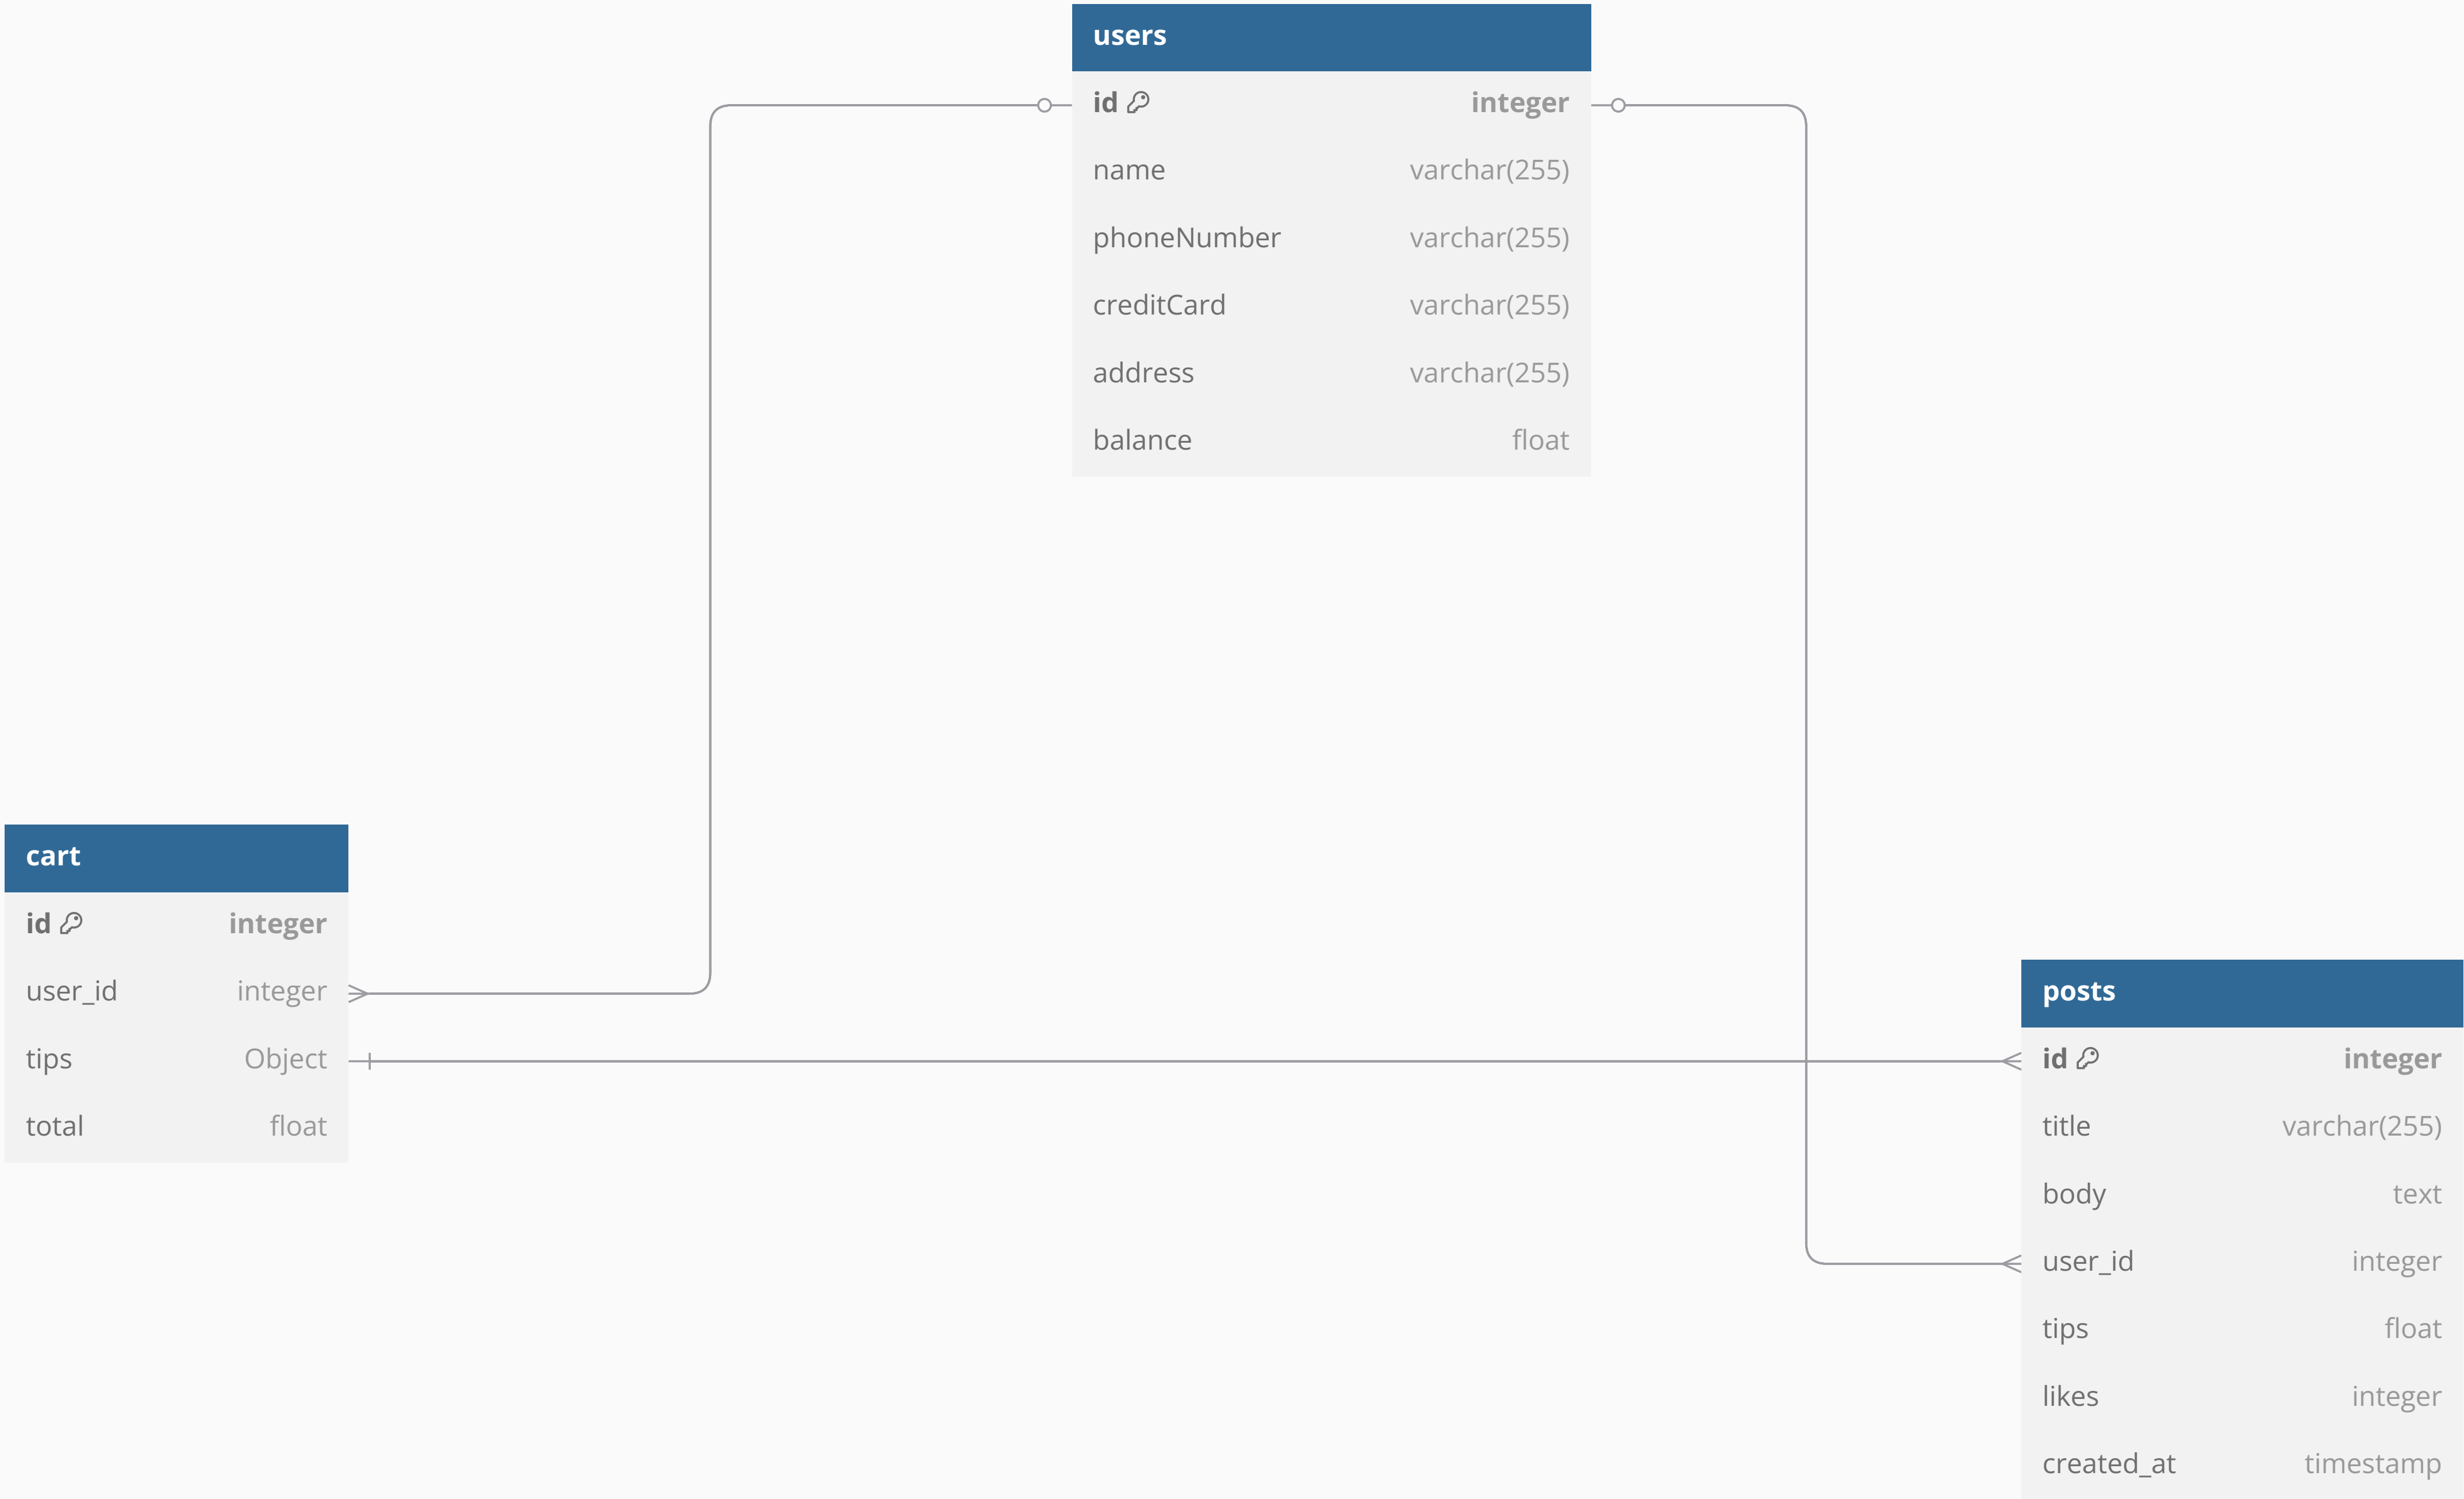 users
id integer
name varchar(255)
phoneNumber varchar(255)
creditCard varchar(255)
address varchar(255)
balance float
cart
id integer
user_id integer
tips Object
total float
posts
id integer
title varchar(255)
body text
user_id integer
tips float
likes integer
created_at timestamp